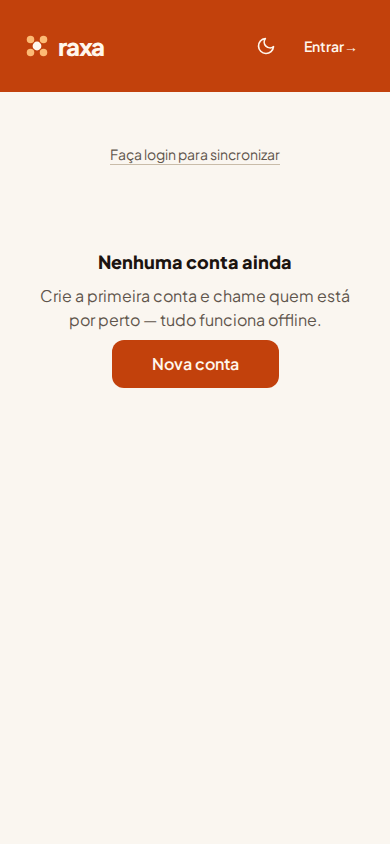 raxa
Entrar→
Faça login para sincronizar
Nenhuma conta ainda
Crie a primeira conta e chame quem está
por perto — tudo funciona offline.
Nova conta